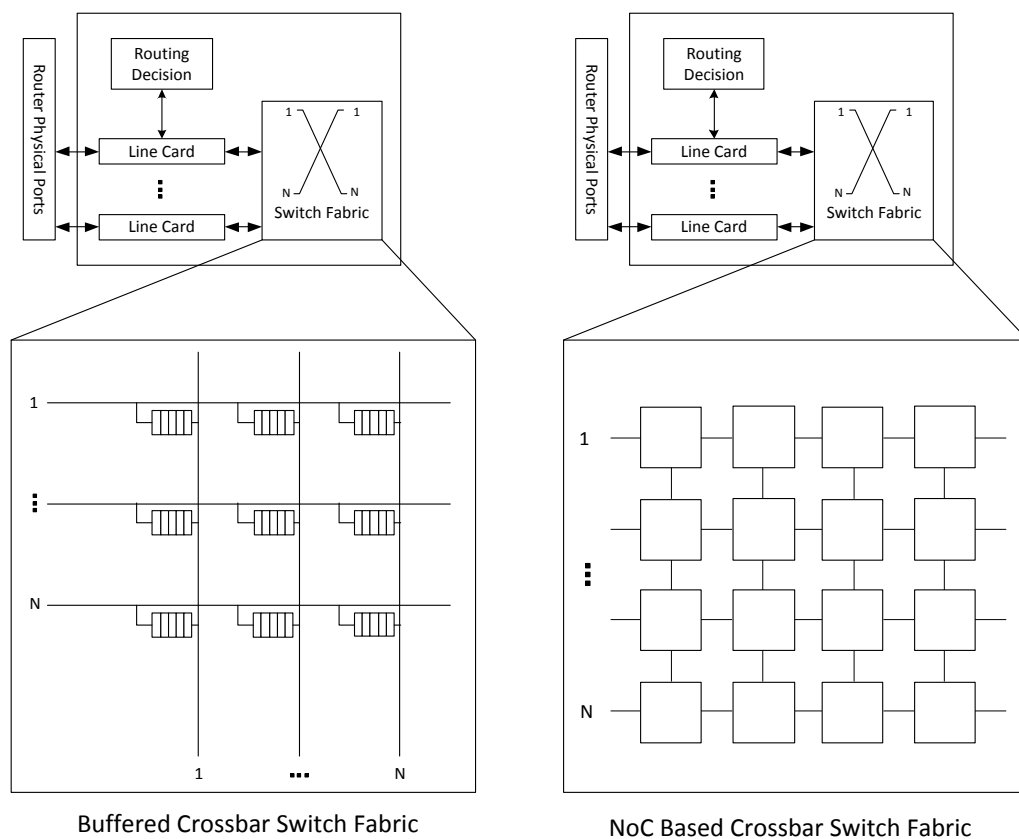 Router Physical Ports
Routing
Decision
Line Card
...
Line Card
1
1
N
N
Switch Fabric
1
...
N
1
...
N
Buffered Crossbar Switch Fabric
Router Physical Ports
Routing
Decision
Line Card
...
Line Card
1
1
N
N
Switch Fabric
1
...
N
NoC Based Crossbar Switch Fabric